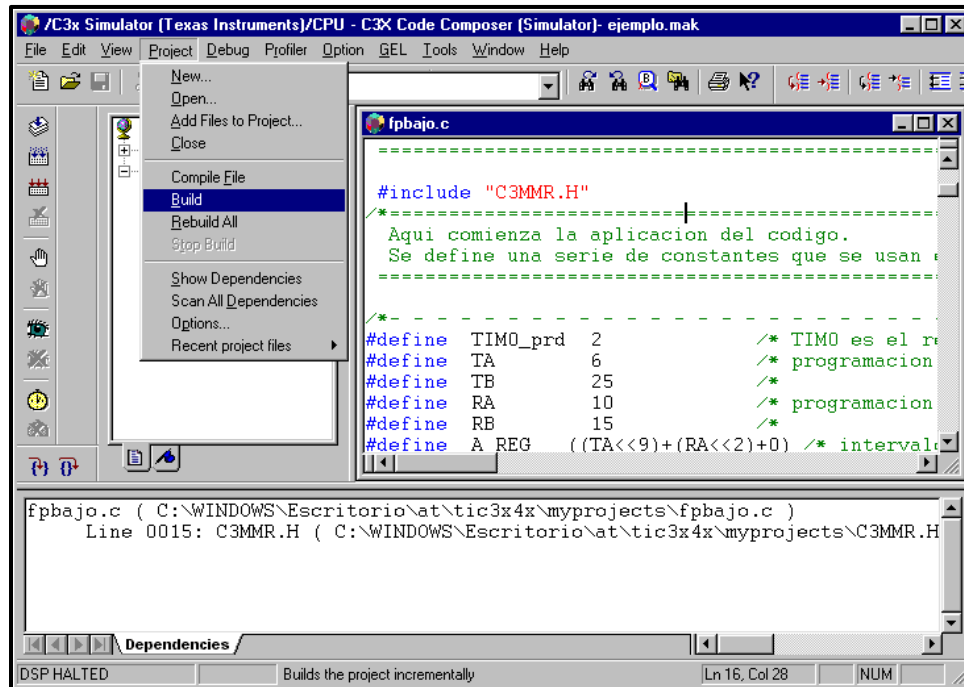 /C3x Simulator (Texas Instruments)/CPU - C3X Code Composer (Simulator)- ejemplo.mak
File Edit View Project Debug Profiler Option GEL Tools Window Help
New...
Open...
Add Files to Project...
Close
Compile File
Build
Rebuild All
Stop Build
Show Dependencies
Scan All Dependencies
Options...
Recent project files
fpbajo.c
==================================================
#include "C3MMR.H"
/*================================================
Aqui comienza la aplicacion del codigo.
Se define una serie de constantes que se usan
==================================================
/*- - - - - - - - - - - - - - - - - - - - - - - -
#define TIM0_prd 2 /* TIM0 es el re
#define TA 6 /* programacion
#define TB 25 /*
#define RA 10 /* programacion
#define RB 15 /*
#define A_REG ((TA<<9)+(RA<<2)+0) /* intervalo
fpbajo.c ( C:\WINDOWS\Escritorio\at\tic3x4x\myprojects\fpbajo.c )
Line 0015: C3MMR.H ( C:\WINDOWS\Escritorio\at\tic3x4x\myprojects\C3MMR.H
Dependencies
DSP HALTED Builds the project incrementally Ln 16, Col 28 NUM